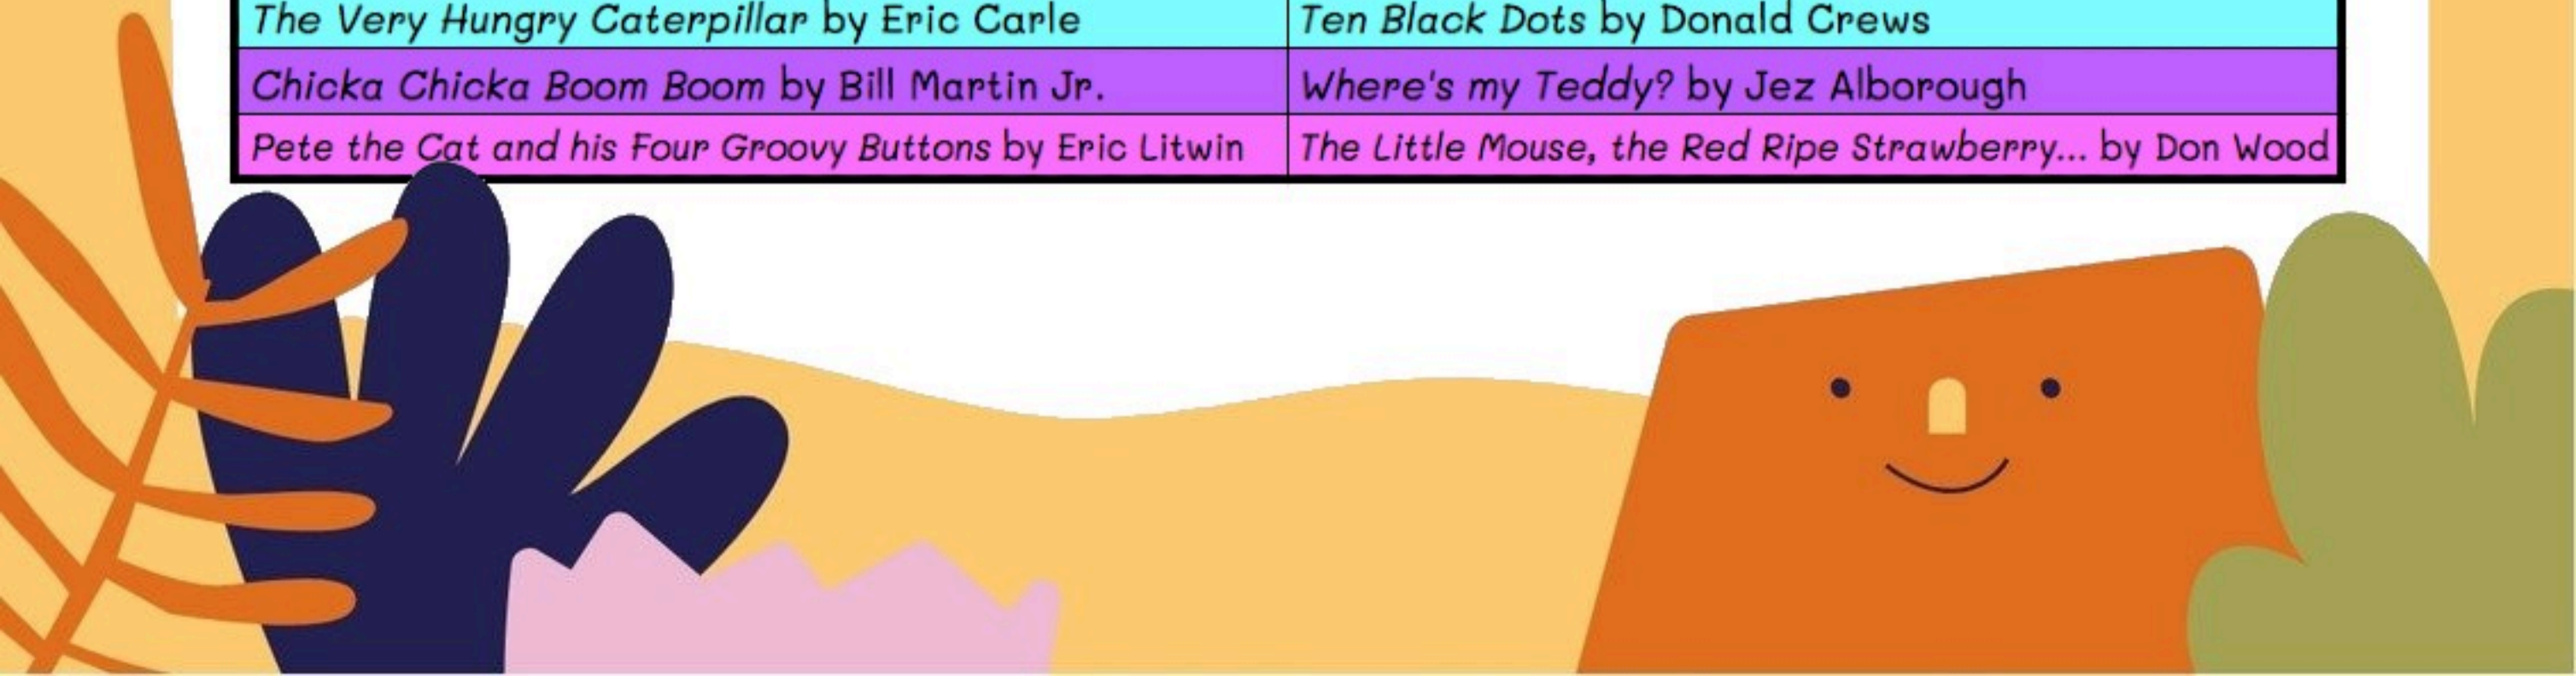 The Very Hungry Caterpillar by Eric Carle
Ten Black Dots by Donald Crews
Chicka Chicka Boom Boom by Bill Martin Jr.
Where's my Teddy? by Jez Alborough
Pete the Cat and his Four Groovy Buttons by Eric Litwin
The Little Mouse, the Red Ripe Strawberry... by Don Wood